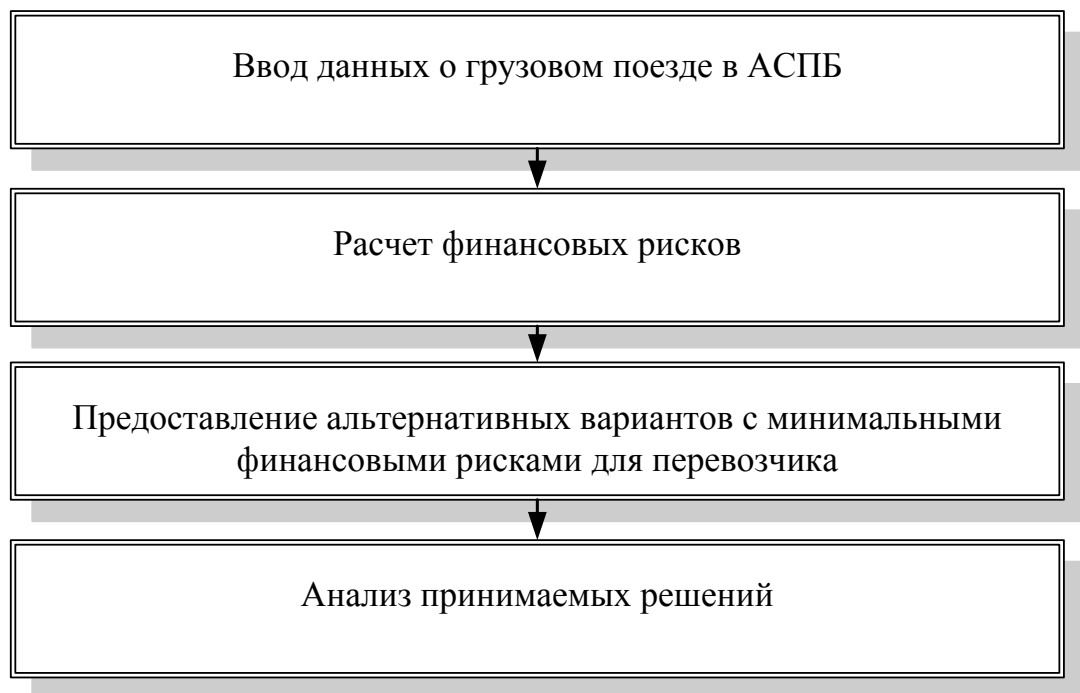 Ввод данных о грузовом поезде в АСПБ
Расчет финансовых рисков
Предоставление альтернативных вариантов с минимальными
финансовыми рисками для перевозчика
Анализ принимаемых решений